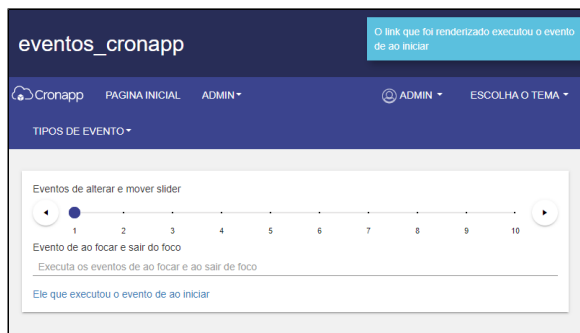 eventos_cronapp
O link que foi renderizado executou o evento
de ao iniciar
Cronapp PAGINA INICIAL ADMIN ADMIN ESCOLHA O TEMA
TIPOS DE EVENTO
Eventos de alterar e mover slider
1 2 3 4 5 6 7 8 9 10
Evento de ao focar e sair do foco
Executa os eventos de ao focar e ao sair de foco
Ele que executou o evento de ao iniciar